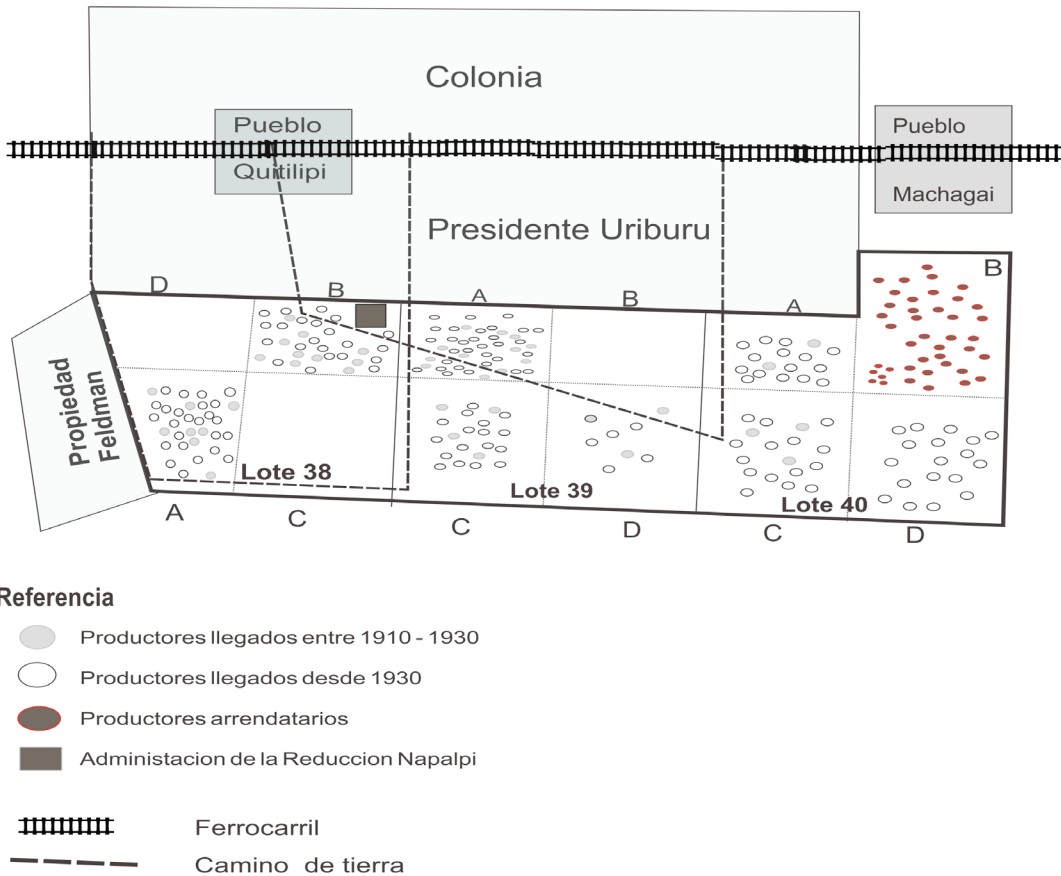 Colonia
Pueblo
Quitilipi
Pueblo
Machagai
Presidente Uriburu
D
B
A
B
A
B
Propiedad
Feldman
Lote 38
Lote 39
Lote 40
A
C
C
D
C
D
Referencia
Productores llegados entre 1910 - 1930
Productores llegados desde 1930
Productores arrendatarios
Administacion de la Reduccion Napalpi
Ferrocarril
Camino de tierra